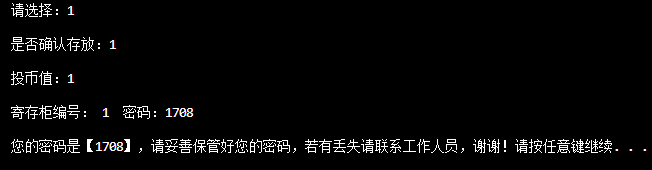 请选择：1
是否确认存放：1
投币值：1
寄存柜编号： 1 密码：1708
您的密码是【1708】，请妥善保管好您的密码，若有丢失请联系工作人员，谢谢！请按任意键继续. . .